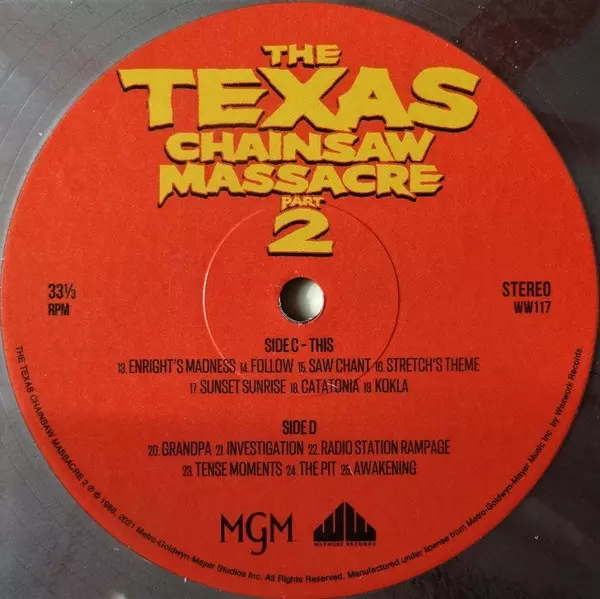 THE
TEXAS
CHAINSAW
MASSACRE
PART
2
33⅓
RPM
STEREO
WW117
SIDE C - THIS
13. ENRIGHT'S MADNESS 14. FOLLOW 15. SAW CHANT 16. STRETCH'S THEME
17. SUNSET SUNRISE 18. CATATONIA 19. KOKLA
SIDE D
20. GRANDPA 21. INVESTIGATION 22. RADIO STATION RAMPAGE
23. TENSE MOMENTS 24. THE PIT 25. AWAKENING
MGM
WAXWORK RECORDS
THE TEXAS CHAINSAW MASSACRE 2 ℗ © 1986, 2021 Metro-Goldwyn-Mayer Studios Inc. All Rights Reserved. Manufactured under license from Metro-Goldwyn-Mayer Music Inc. by Waxwork Records